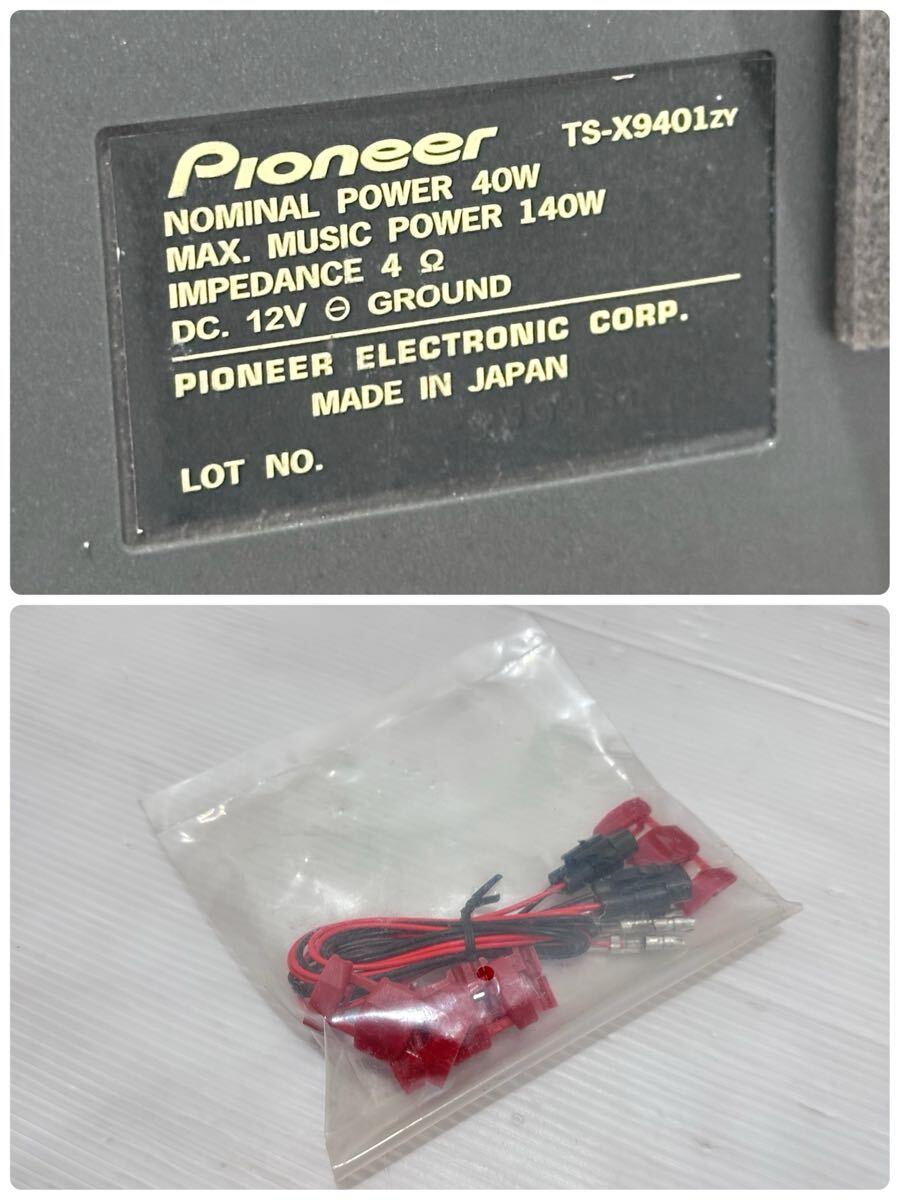 Pioneer TS-X9401ZY
NOMINAL POWER 40W
MAX. MUSIC POWER 140W
IMPEDANCE 4 Ω
DC. 12V ⊖ GROUND
PIONEER ELECTRONIC CORP.
MADE IN JAPAN
LOT NO.